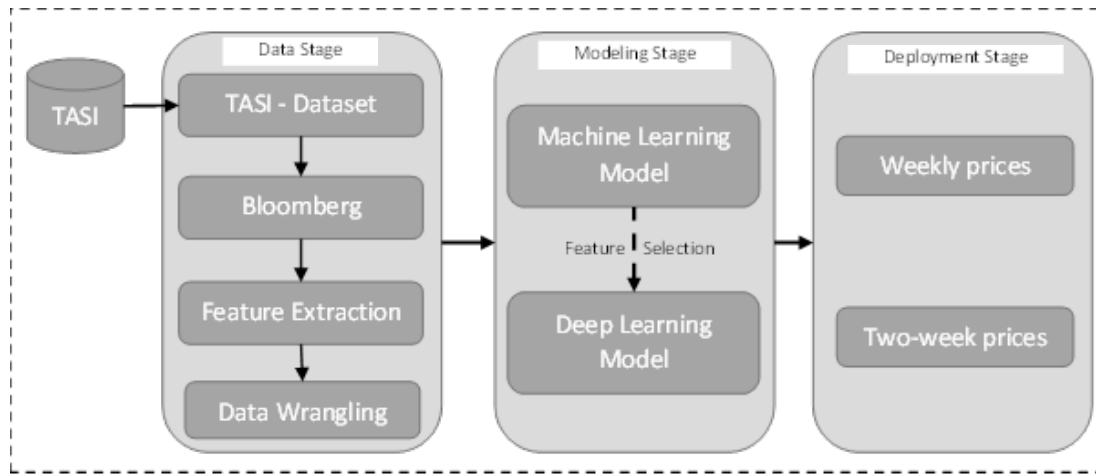 TASI
Data Stage
TASI - Dataset
Bloomberg
Feature Extraction
Data Wrangling
Modeling Stage
Machine Learning
Model
Feature Selection
Deep Learning
Model
Deployment Stage
Weekly prices
Two-week prices